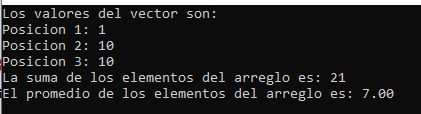 Los valores del vector son:
Posicion 1: 1
Posicion 2: 10
Posicion 3: 10
La suma de los elementos del arreglo es: 21
El promedio de los elementos del arreglo es: 7.00